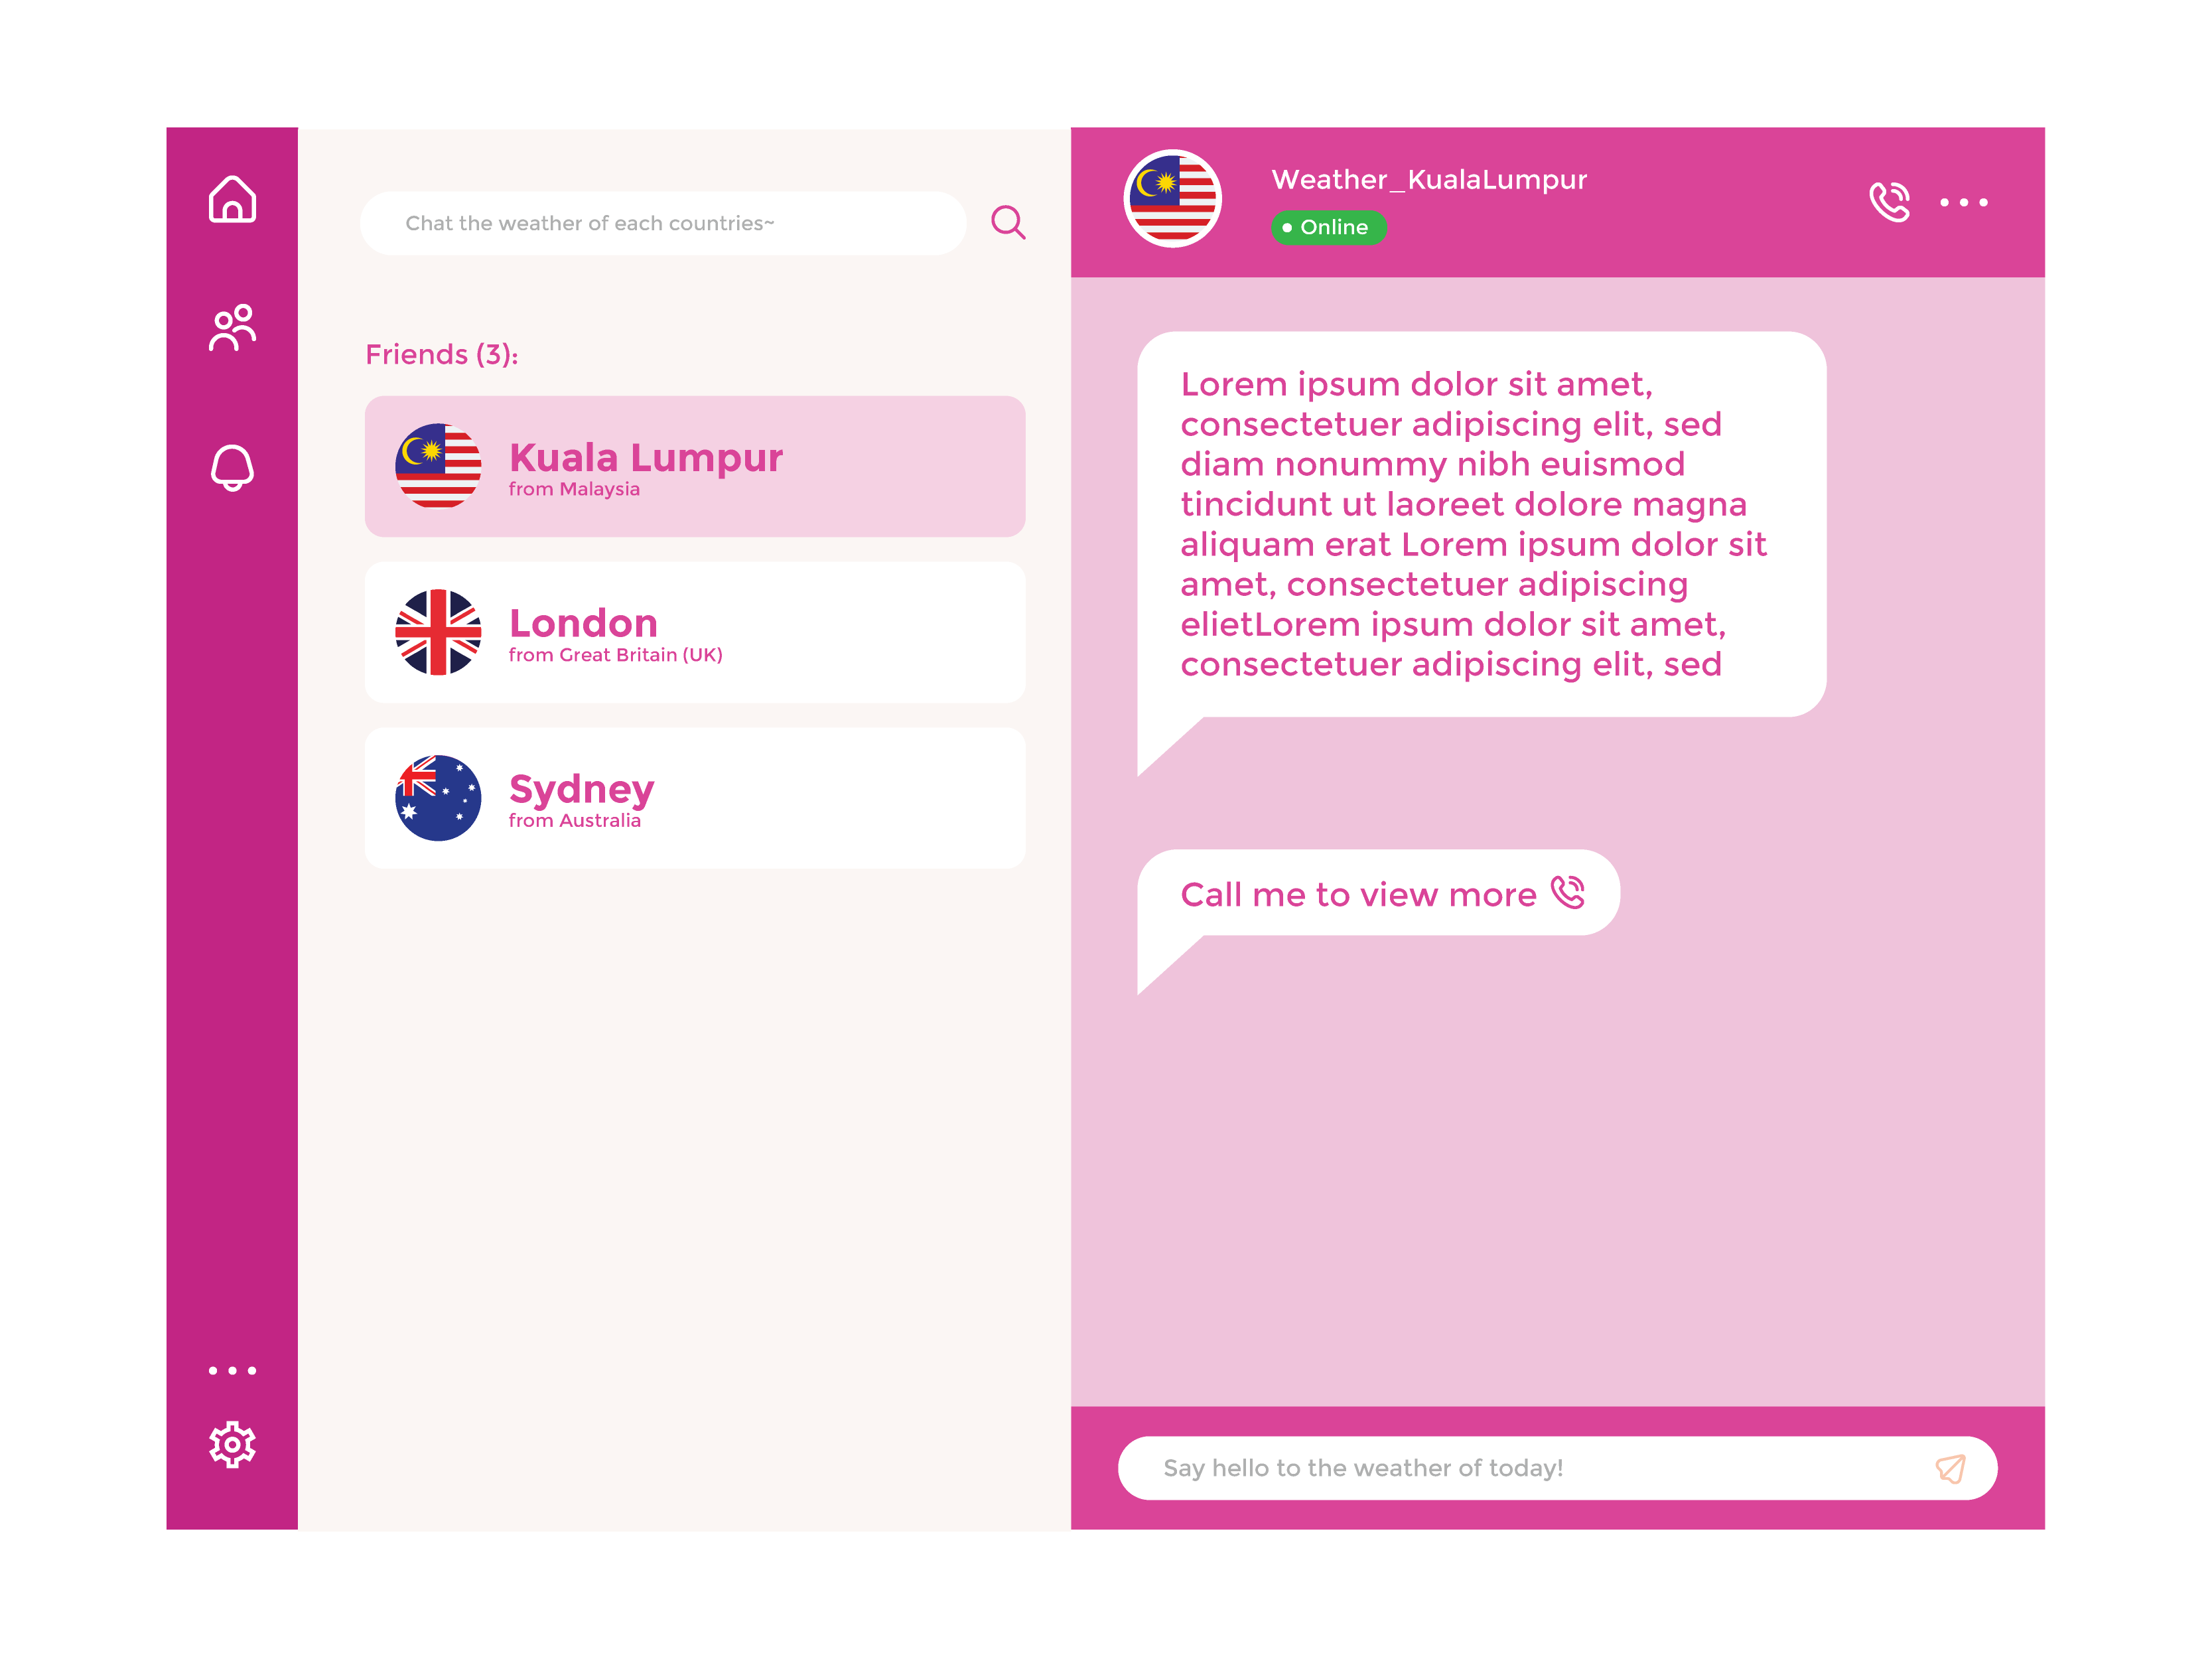 Chat the weather of each countries~
Friends (3):
Kuala Lumpur
from Malaysia
London
from Great Britain (UK)
Sydney
from Australia
Weather_KualaLumpur
Online
Lorem ipsum dolor sit amet,
consectetuer adipiscing elit, sed
diam nonummy nibh euismod
tincidunt ut laoreet dolore magna
aliquam erat Lorem ipsum dolor sit
amet, consectetuer adipiscing
elietLorem ipsum dolor sit amet,
consectetuer adipiscing elit, sed
Call me to view more
Say hello to the weather of today!